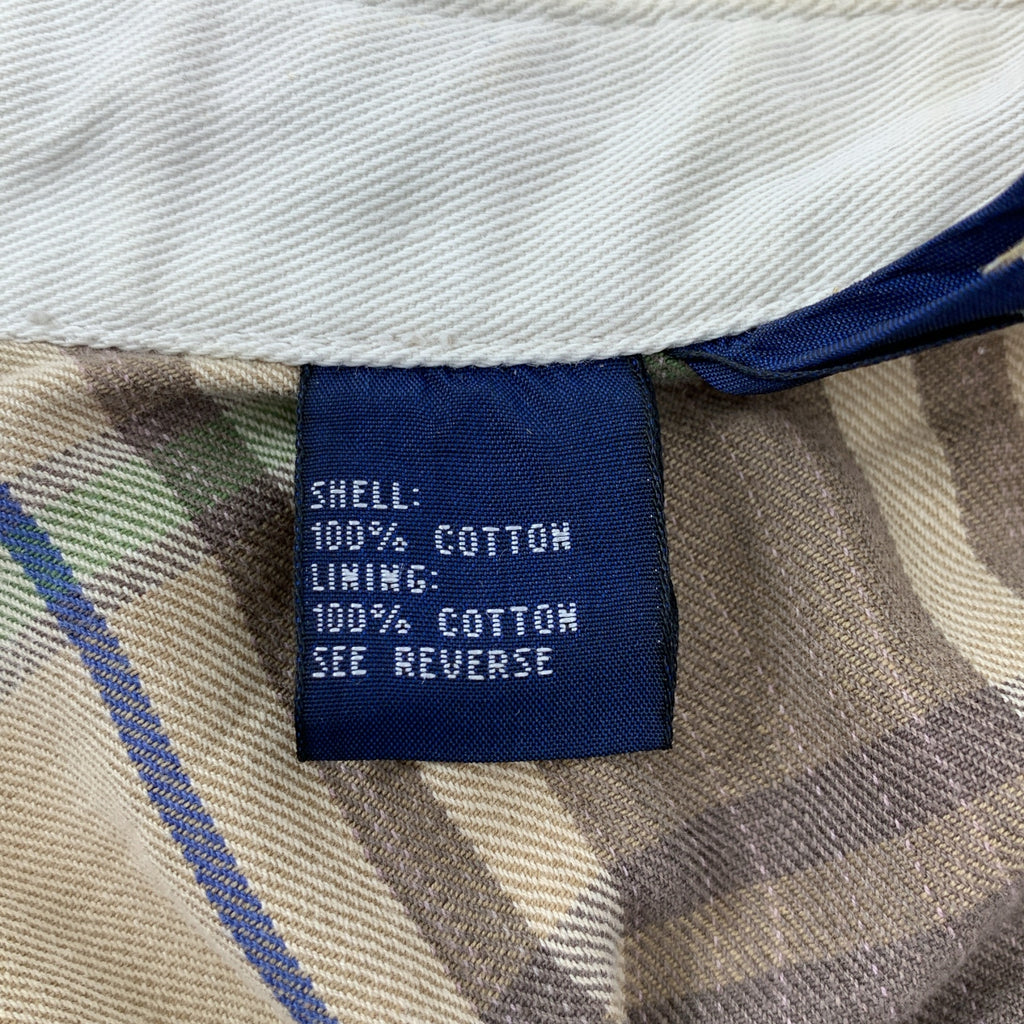 SHELL:
100% COTTON
LINING:
100% COTTON
SEE REVERSE